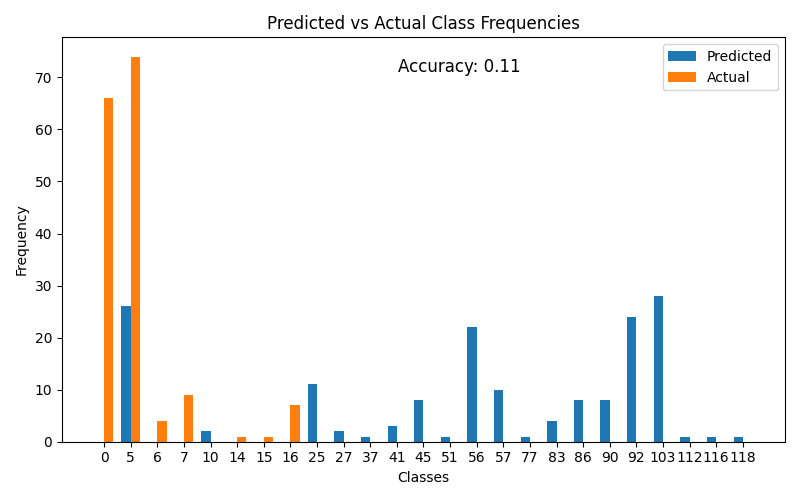 Predicted vs Actual Class Frequencies
Accuracy: 0.11
Predicted
Actual
Frequency
70
60
50
40
30
20
10
0
0 5 6 7 10 14 15 16 25 27 37 41 45 51 56 57 77 83 86 90 92 103 112 116 118
Classes